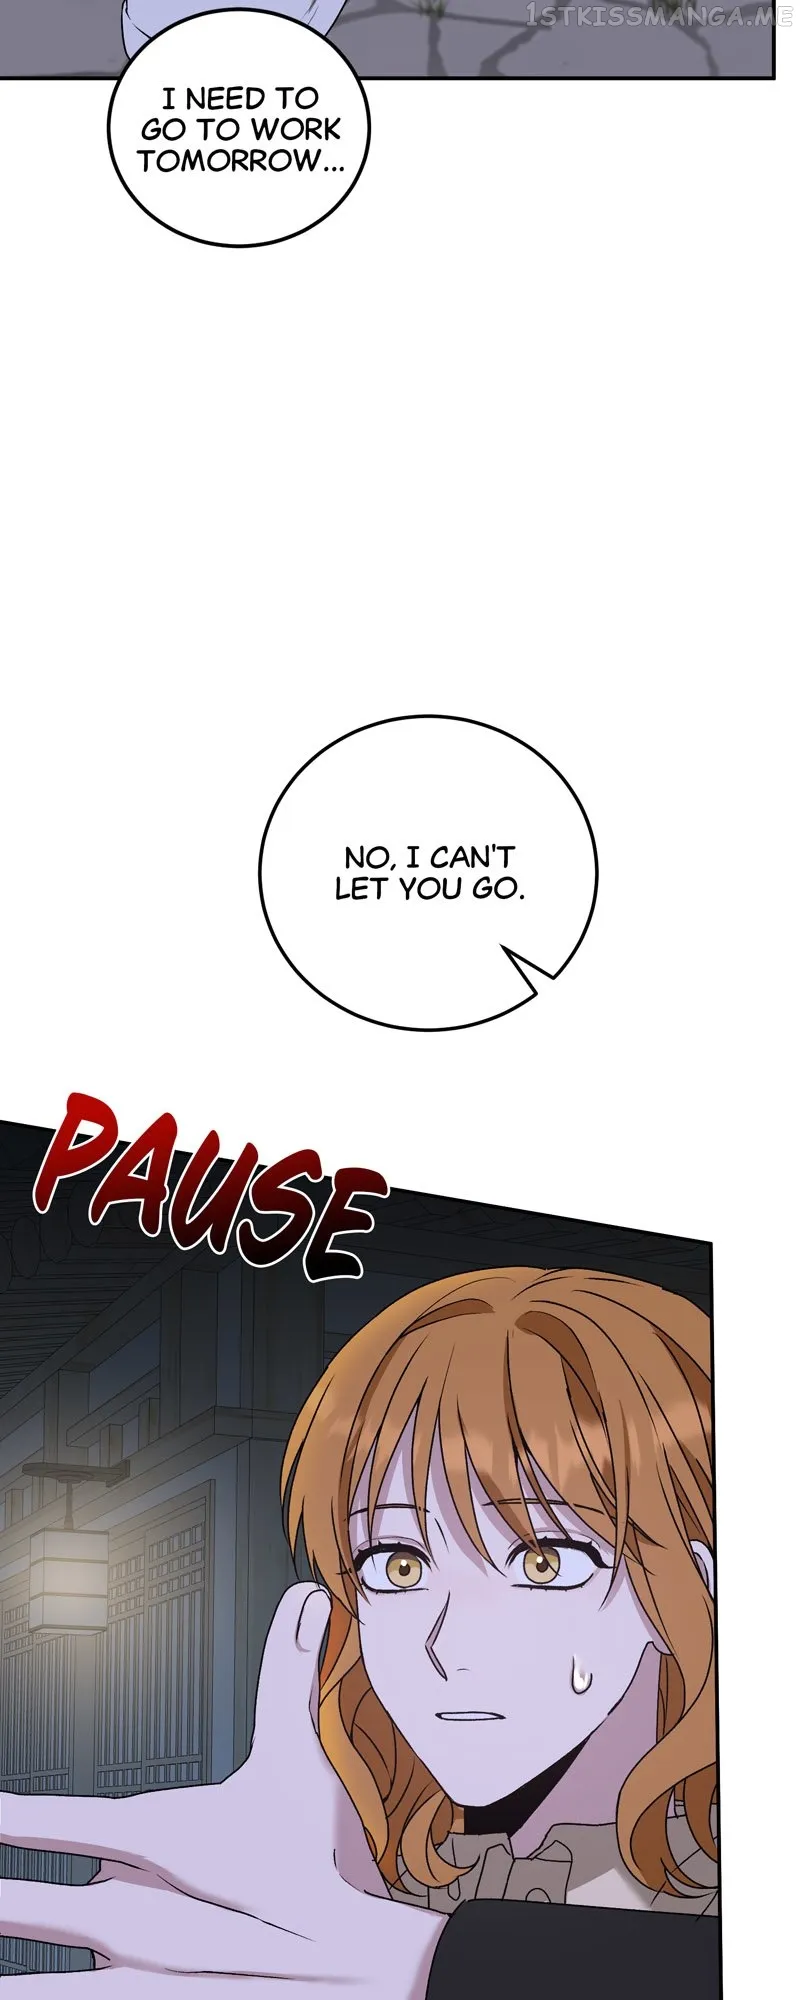 1STKISSMANGA.ME
I NEED TO
GO TO WORK
TOMORROW...
NO, I CAN'T
LET YOU GO.
PAUSE